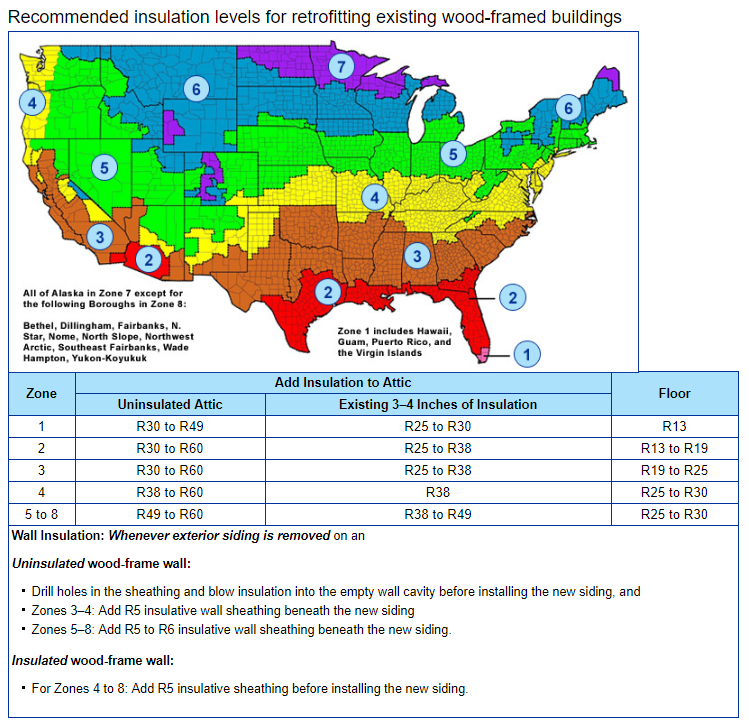 Recommended insulation levels for retrofitting existing wood-framed buildings
7
6
4
6
5
5
4
3
3
2
2
2
1
All of Alaska in Zone 7 except for
the following Boroughs in Zone 8:
Bethel, Dillingham, Fairbanks, N.
Star, Nome, North Slope, Northwest
Arctic, Southeast Fairbanks, Wade
Hampton, Yukon-Koyukuk
Zone 1 includes Hawaii,
Guam, Puerto Rico, and
the Virgin Islands
Zone Add Insulation to Attic Floor
Uninsulated Attic Existing 3–4 Inches of Insulation
1 R30 to R49 R25 to R30 R13
2 R30 to R60 R25 to R38 R13 to R19
3 R30 to R60 R25 to R38 R19 to R25
4 R38 to R60 R38 R25 to R30
5 to 8 R49 to R60 R38 to R49 R25 to R30
Wall Insulation: Whenever exterior siding is removed on an
Uninsulated wood-frame wall:
• Drill holes in the sheathing and blow insulation into the empty wall cavity before installing the new siding, and
• Zones 3–4: Add R5 insulative wall sheathing beneath the new siding
• Zones 5–8: Add R5 to R6 insulative wall sheathing beneath the new siding.
Insulated wood-frame wall:
• For Zones 4 to 8: Add R5 insulative sheathing before installing the new siding.